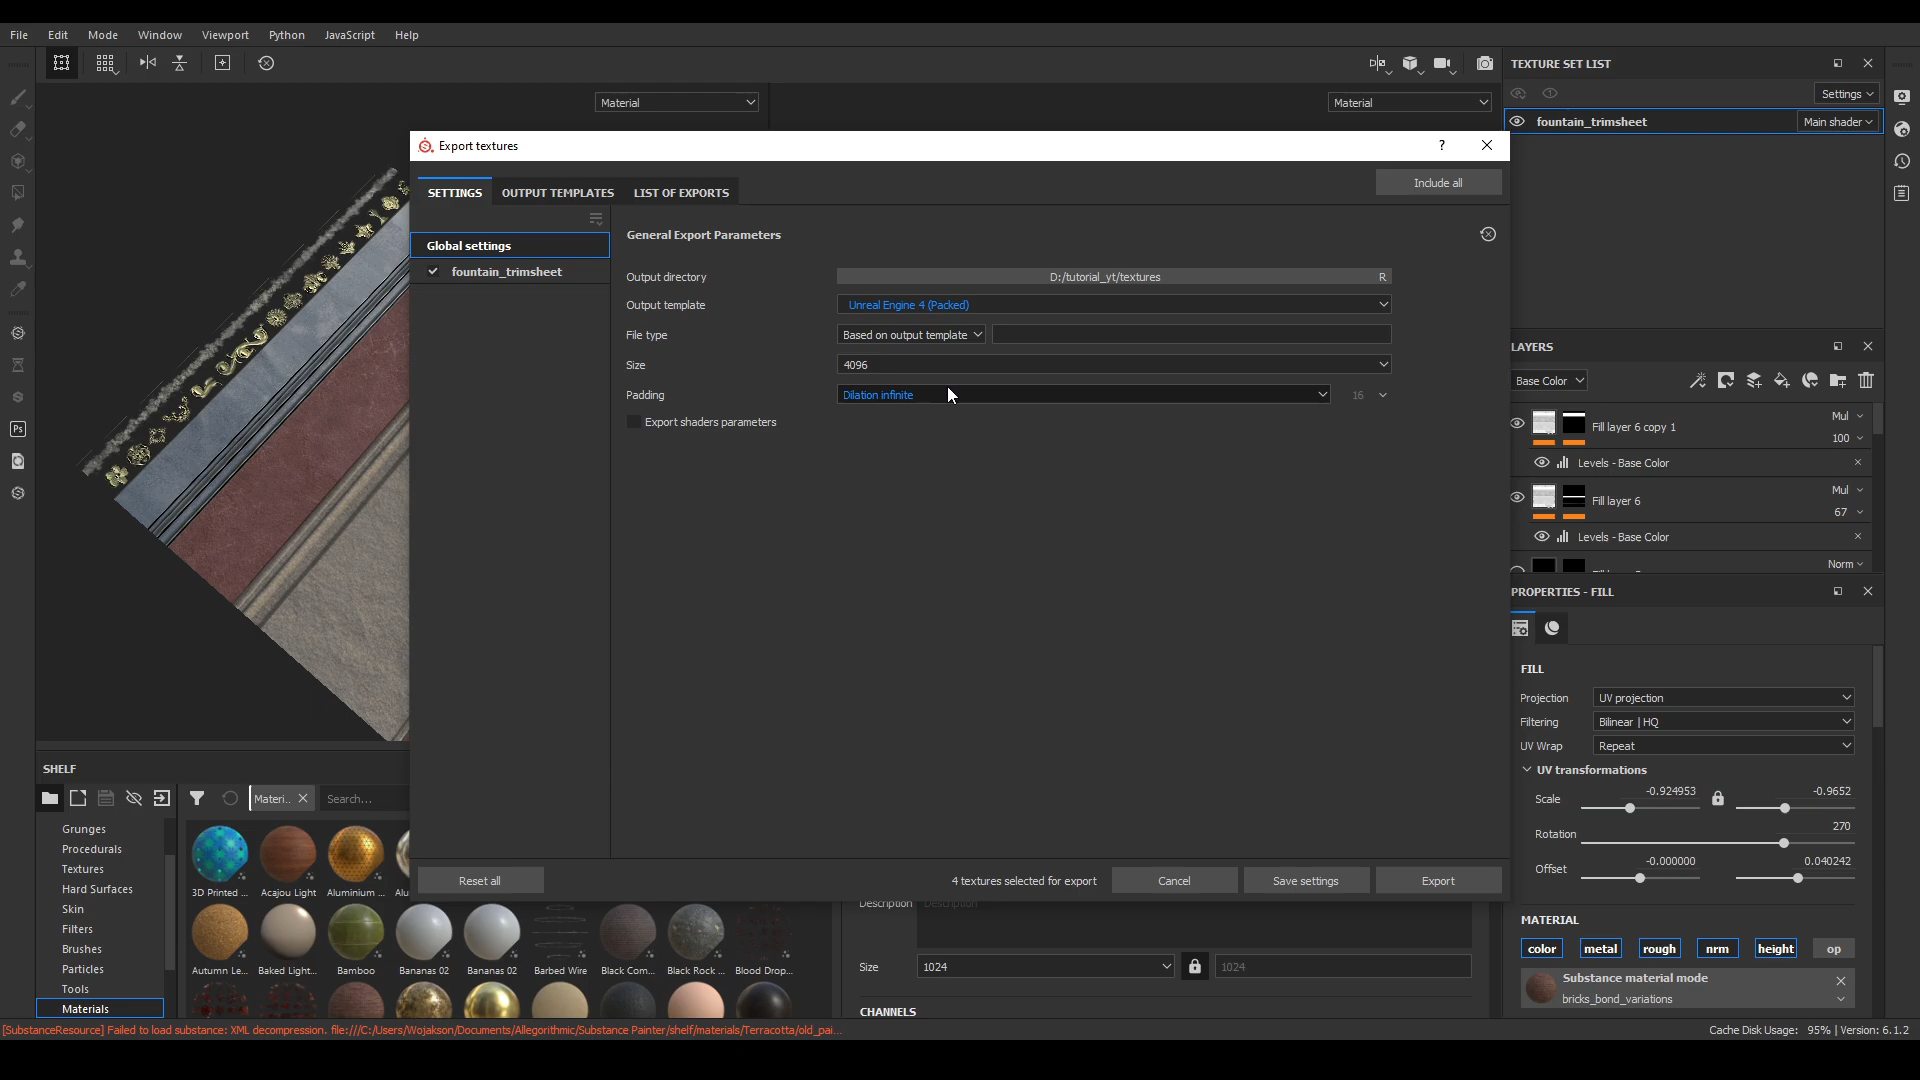 File Edit Mode Window Viewport Python JavaScript Help
TEXTURE SET LIST
Material
Material
Settings
fountain_trimsheet Main shader
Export textures ?
SETTINGS OUTPUT TEMPLATES LIST OF EXPORTS Include all
Global settings
fountain_trimsheet
General Export Parameters
Output directory D:/tutorial_yt/textures R
Output template Unreal Engine 4 (Packed)
File type Based on output template
Size 4096
Padding Dilation infinite 16
Export shaders parameters
Reset all 4 textures selected for export Cancel Save settings Export
LAYERS
Base Color
Fill layer 6 copy 1 Mul 100
Levels - Base Color
Fill layer 6 Mul 67
Levels - Base Color
Norm
PROPERTIES - FILL
FILL
Projection UV projection
Filtering Bilinear | HQ
UV Wrap Repeat
UV transformations
Scale -0.924953 -0.9652
Rotation 270
Offset -0.000000 0.040242
MATERIAL
color metal rough nrm height op
Substance material mode
bricks_bond_variations
Ps
SHELF
Materi.. Search...
Grunges
Procedurals
Textures
Hard Surfaces
Skin
Filters
Brushes
Particles
Tools
Materials
3D Printed ... Acajou Light Aluminium ... Alu
Autumn Le... Baked Light... Bamboo Bananas 02 Bananas 02 Barbed Wire Black Com... Black Rock ... Blood Drop...
Description Description
Size 1024 1024
CHANNELS
[SubstanceResource] Failed to load substance: XML decompression. file:///C:/Users/Wojakson/Documents/Allegorithmic/Substance Painter/shelf/materials/Terracotta/old_pai...
Cache Disk Usage: 95% | Version: 6.1.2